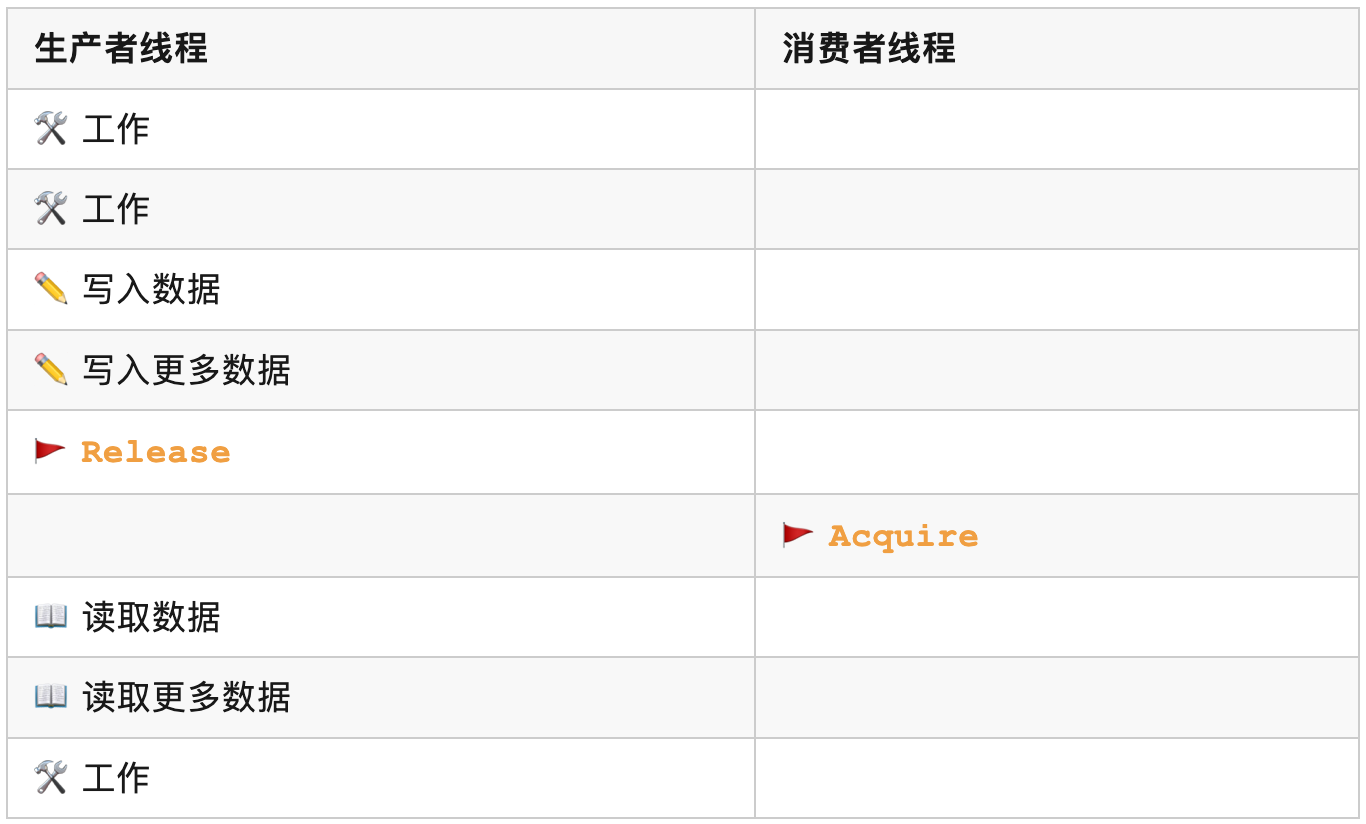 生产者线程 消费者线程
🛠 工作
🛠 工作
✏️ 写入数据
✏️ 写入更多数据
🚩 Release
🚩 Acquire
📖 读取数据
📖 读取更多数据
🛠 工作